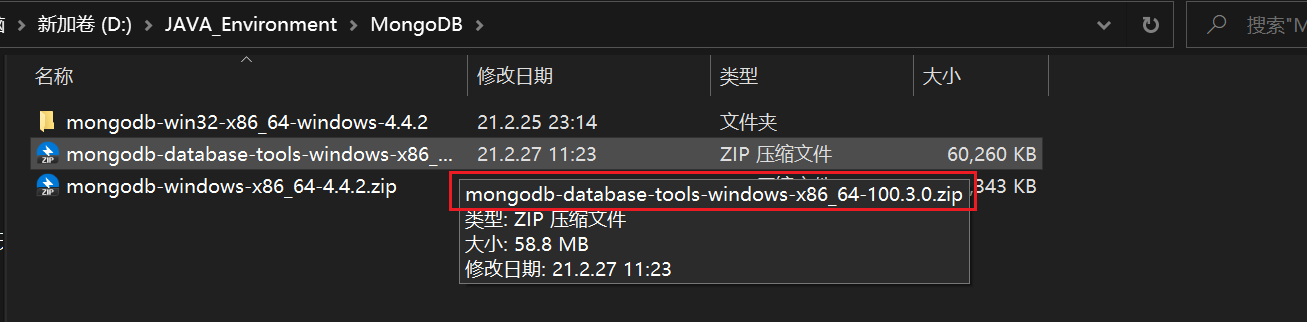 新加卷 (D:) > JAVA_Environment > MongoDB >
搜索"M
名称 修改日期 类型 大小
mongodb-win32-x86_64-windows-4.4.2 21.2.25 23:14 文件夹
ZIP mongodb-database-tools-windows-x86_... 21.2.27 11:23 ZIP 压缩文件 60,260 KB
ZIP mongodb-windows-x86_64-4.4.2.zip ,343 KB
mongodb-database-tools-windows-x86_64-100.3.0.zip
类型: ZIP 压缩文件
大小: 58.8 MB
修改日期: 21.2.27 11:23